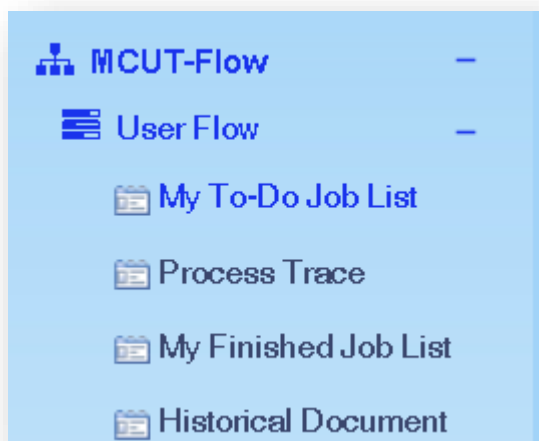 MCUT-Flow
User Flow
My To-Do Job List
Process Trace
My Finished Job List
Historical Document